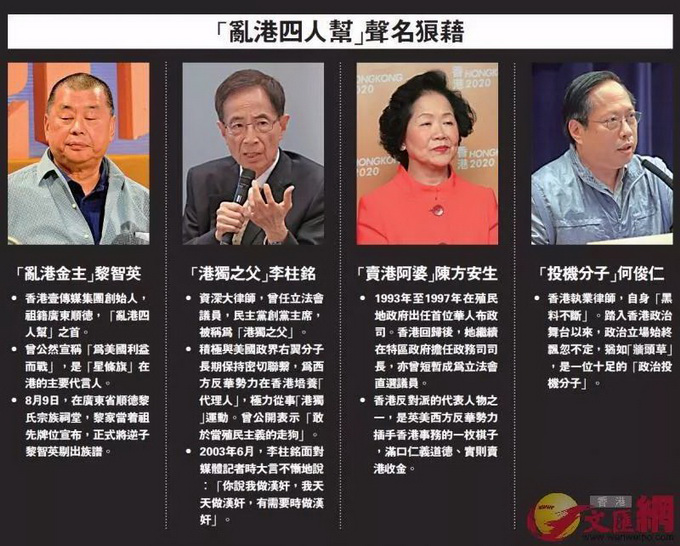 「亂港四人幫」聲名狼藉
HONGKONG
2020
香港
2020
HONG
香港
2020
HONG
「亂港金主」黎智英
● 香港壹傳媒集團創始人，
祖籍廣東順德，「亂港四
人幫」之首。
● 曾公然宣稱「爲美國利益
而戰」，是「星條旗」在
港的主要代言人。
● 8月9日，在廣東省順德黎
氏宗族祠堂，黎家當着祖
先牌位宣布，正式將逆子
黎智英剔出族譜。
「港獨之父」李柱銘
● 資深大律師，曾任立法會
議員，民主黨創黨主席，
被稱爲「港獨之父」。
● 積極與美國政界右翼分子
長期保持密切聯繫，爲西
方反華勢力在香港培養「
代理人」，極力從事「港獨
」運動。曾公開表示「敢
於當殖民主義的走狗」。
● 2003年6月，李柱銘面對
媒體記者時大言不慚地說
：「你說我做漢奸，我天
天做漢奸，有需要時做漢
奸」。
「賣港阿婆」陳方安生
● 1993年至1997年在殖民
地政府出任首位華人布政
司。香港回歸後，她繼續
在特區政府擔任政務司司
長，亦曾短暫成爲立法會
直選議員。
● 香港反對派的代表人物之
一，是英美西方反華勢力
插手香港事務的一枚棋子
，滿口仁義道德、實則賣
港收金。
「投機分子」何俊仁
● 香港執業律師，自身「黑
料不斷」。踏入香港政治
舞台以來，政治立場始終
飄忽不定，猶如「牆頭草」
，是一位十足的「政治投
機分子」。
香港
文匯網
www.wenweipo.com